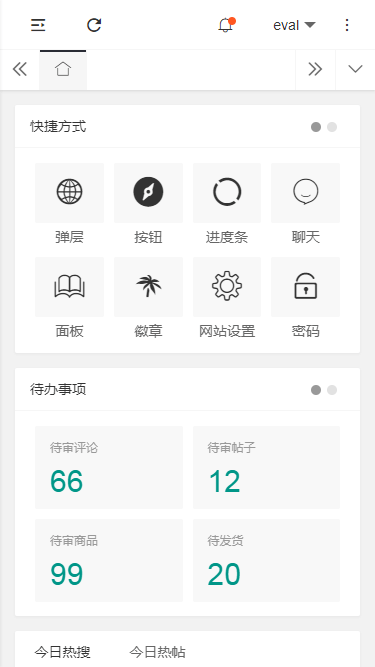 eval
快捷方式
弹层 按钮 进度条 聊天
面板 徽章 网站设置 密码
待办事项
待审评论 待审帖子
66 12
待审商品 待发货
99 20
今日热搜 今日热帖